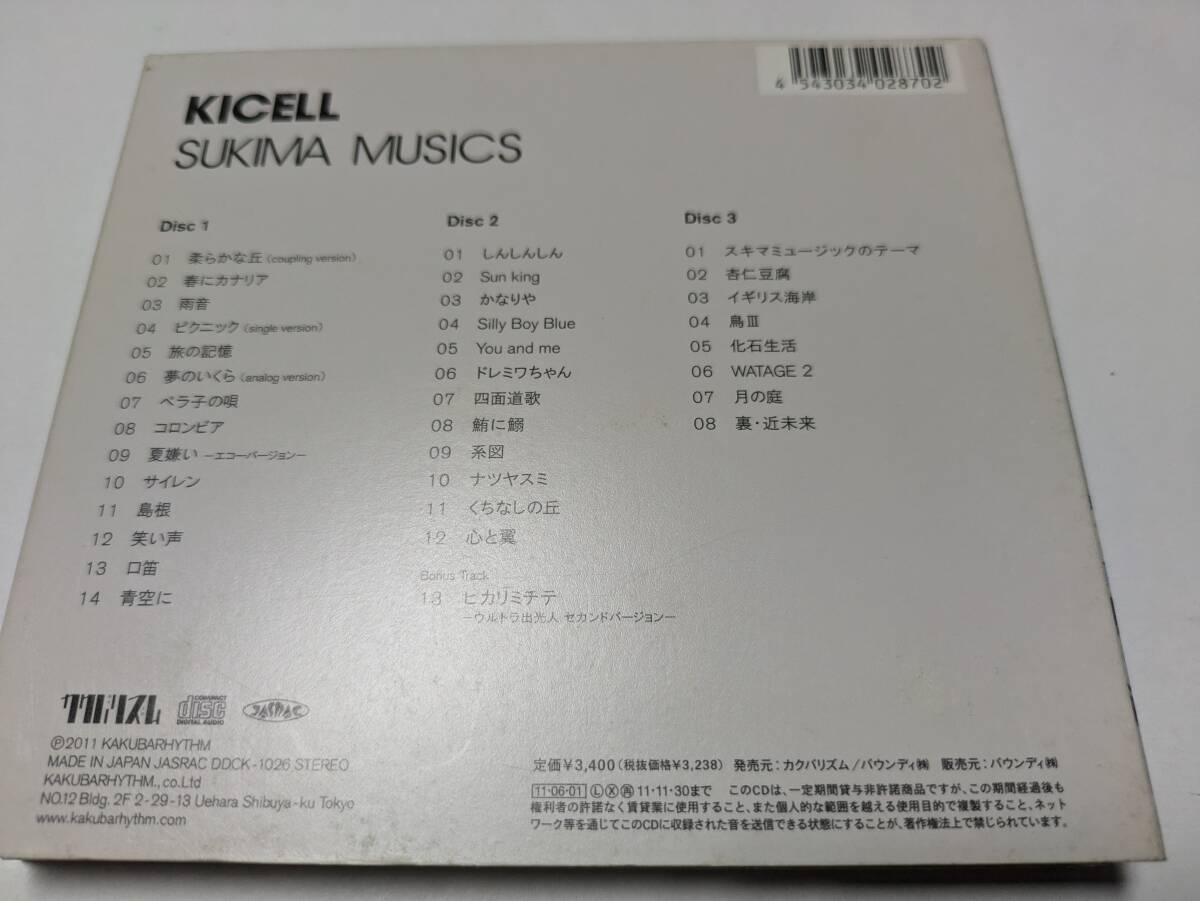 4 543034 028702
KICELL
SUKIMA MUSICS
Disc 1
01 柔らかな丘 (coupling version)
02 春にカナリア
03 雨音
04 ピクニック (single version)
05 旅の記憶
06 夢のいくら (analog version)
07 ベラ子の唄
08 コロンビア
09 夏嫌い －エコーバージョン－
10 サイレン
11 島根
12 笑い声
13 口笛
14 青空に
Disc 2
01 しんしんしん
02 Sun king
03 かなりや
04 Silly Boy Blue
05 You and me
06 ドレミワちゃん
07 四面道歌
08 鮪に鰯
09 系図
10 ナツヤスミ
11 くちなしの丘
12 心と翼
Bonus Track
13 ヒカリミチテ
－ウルトラ出光人 セカンドバージョン－
Disc 3
01 スキマミュージックのテーマ
02 杏仁豆腐
03 イギリス海岸
04 鳥Ⅲ
05 化石生活
06 WATAGE 2
07 月の庭
08 裏・近未来
カクバリズム
COMPACT disc DIGITAL AUDIO
JASRAC
Ⓟ2011 KAKUBARHYTHM
MADE IN JAPAN JASRAC DDCK-1026 STEREO
KAKUBARHYTHM., co.Ltd
NO.12 Bldg. 2F 2-29-13 Uehara Shibuya-ku Tokyo
www.kakubarhythm.com
定価¥3,400(税抜価格¥3,238) 発売元：カクバリズム/バウンディ㈱ 販売元：バウンディ㈱
11・06・01 Ⓛ Ⓧ ㊂ 11・11・30まで このCDは、一定期間貸与非許諾商品ですが、この期間経過後も
権利者の許諾なく賃貸業に使用すること、また個人的な範囲を越える使用目的で複製すること、ネット
ワーク等を通じてこのCDに収録された音を送信できる状態にすることが、著作権法上で禁じられています。